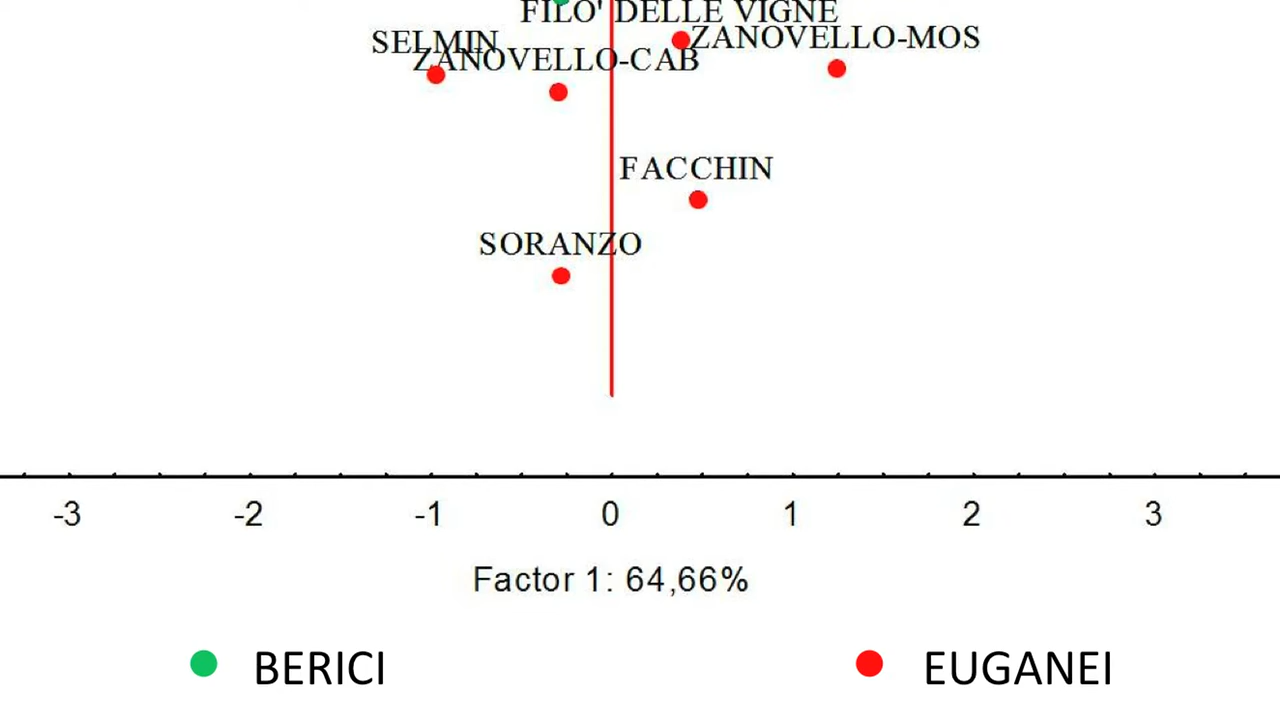 FILO' DELLE VIGNE
ZANOVELLO-MOS
SELMIN
ZANOVELLO-CAB
FACCHIN
SORANZO
-3 -2 -1 0 1 2 3
Factor 1: 64,66%
BERICI EUGANEI